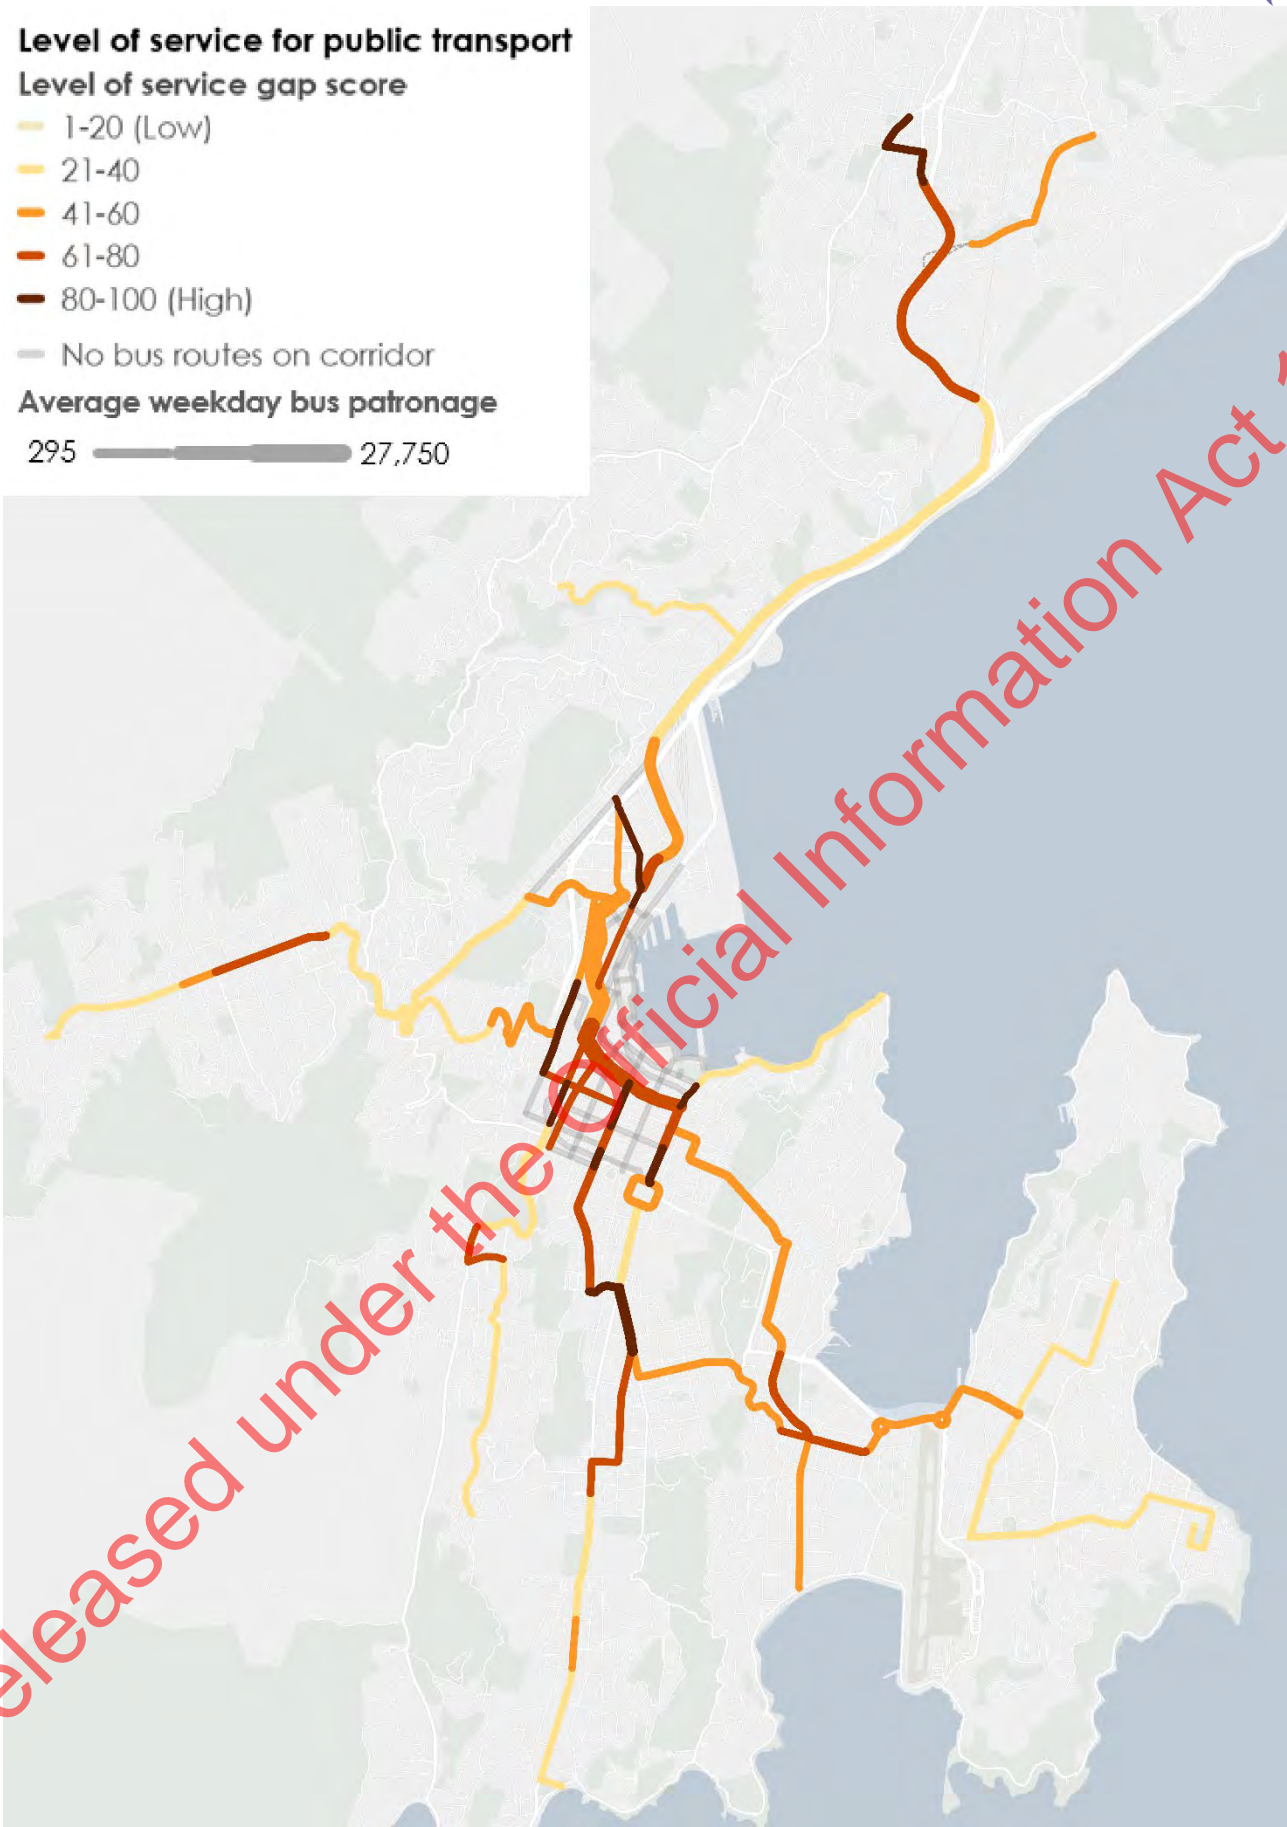 Level of service for public transport
Level of service gap score
1-20 (Low)
21-40
41-60
61-80
80-100 (High)
No bus routes on corridor
Average weekday bus patronage
295
27,750
eleased under the Official Information Act 1